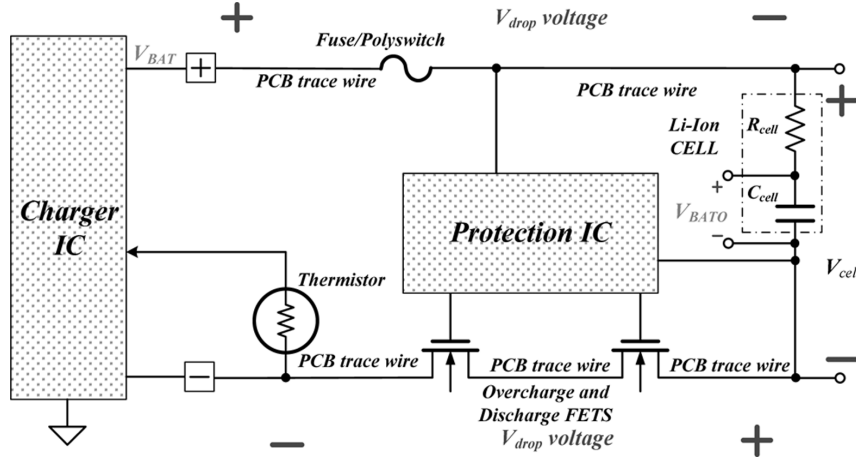 +
V_drop voltage
−
Fuse/Polyswitch
V_BAT
+
PCB trace wire
PCB trace wire
+
Li-Ion
CELL
R_cell
+
C_cell
V_BATO
−
Charger
IC
Protection IC
V_cel
Thermistor
−
PCB trace wire
PCB trace wire
PCB trace wire
−
Overcharge and
Discharge FETS
−
V_drop voltage
+